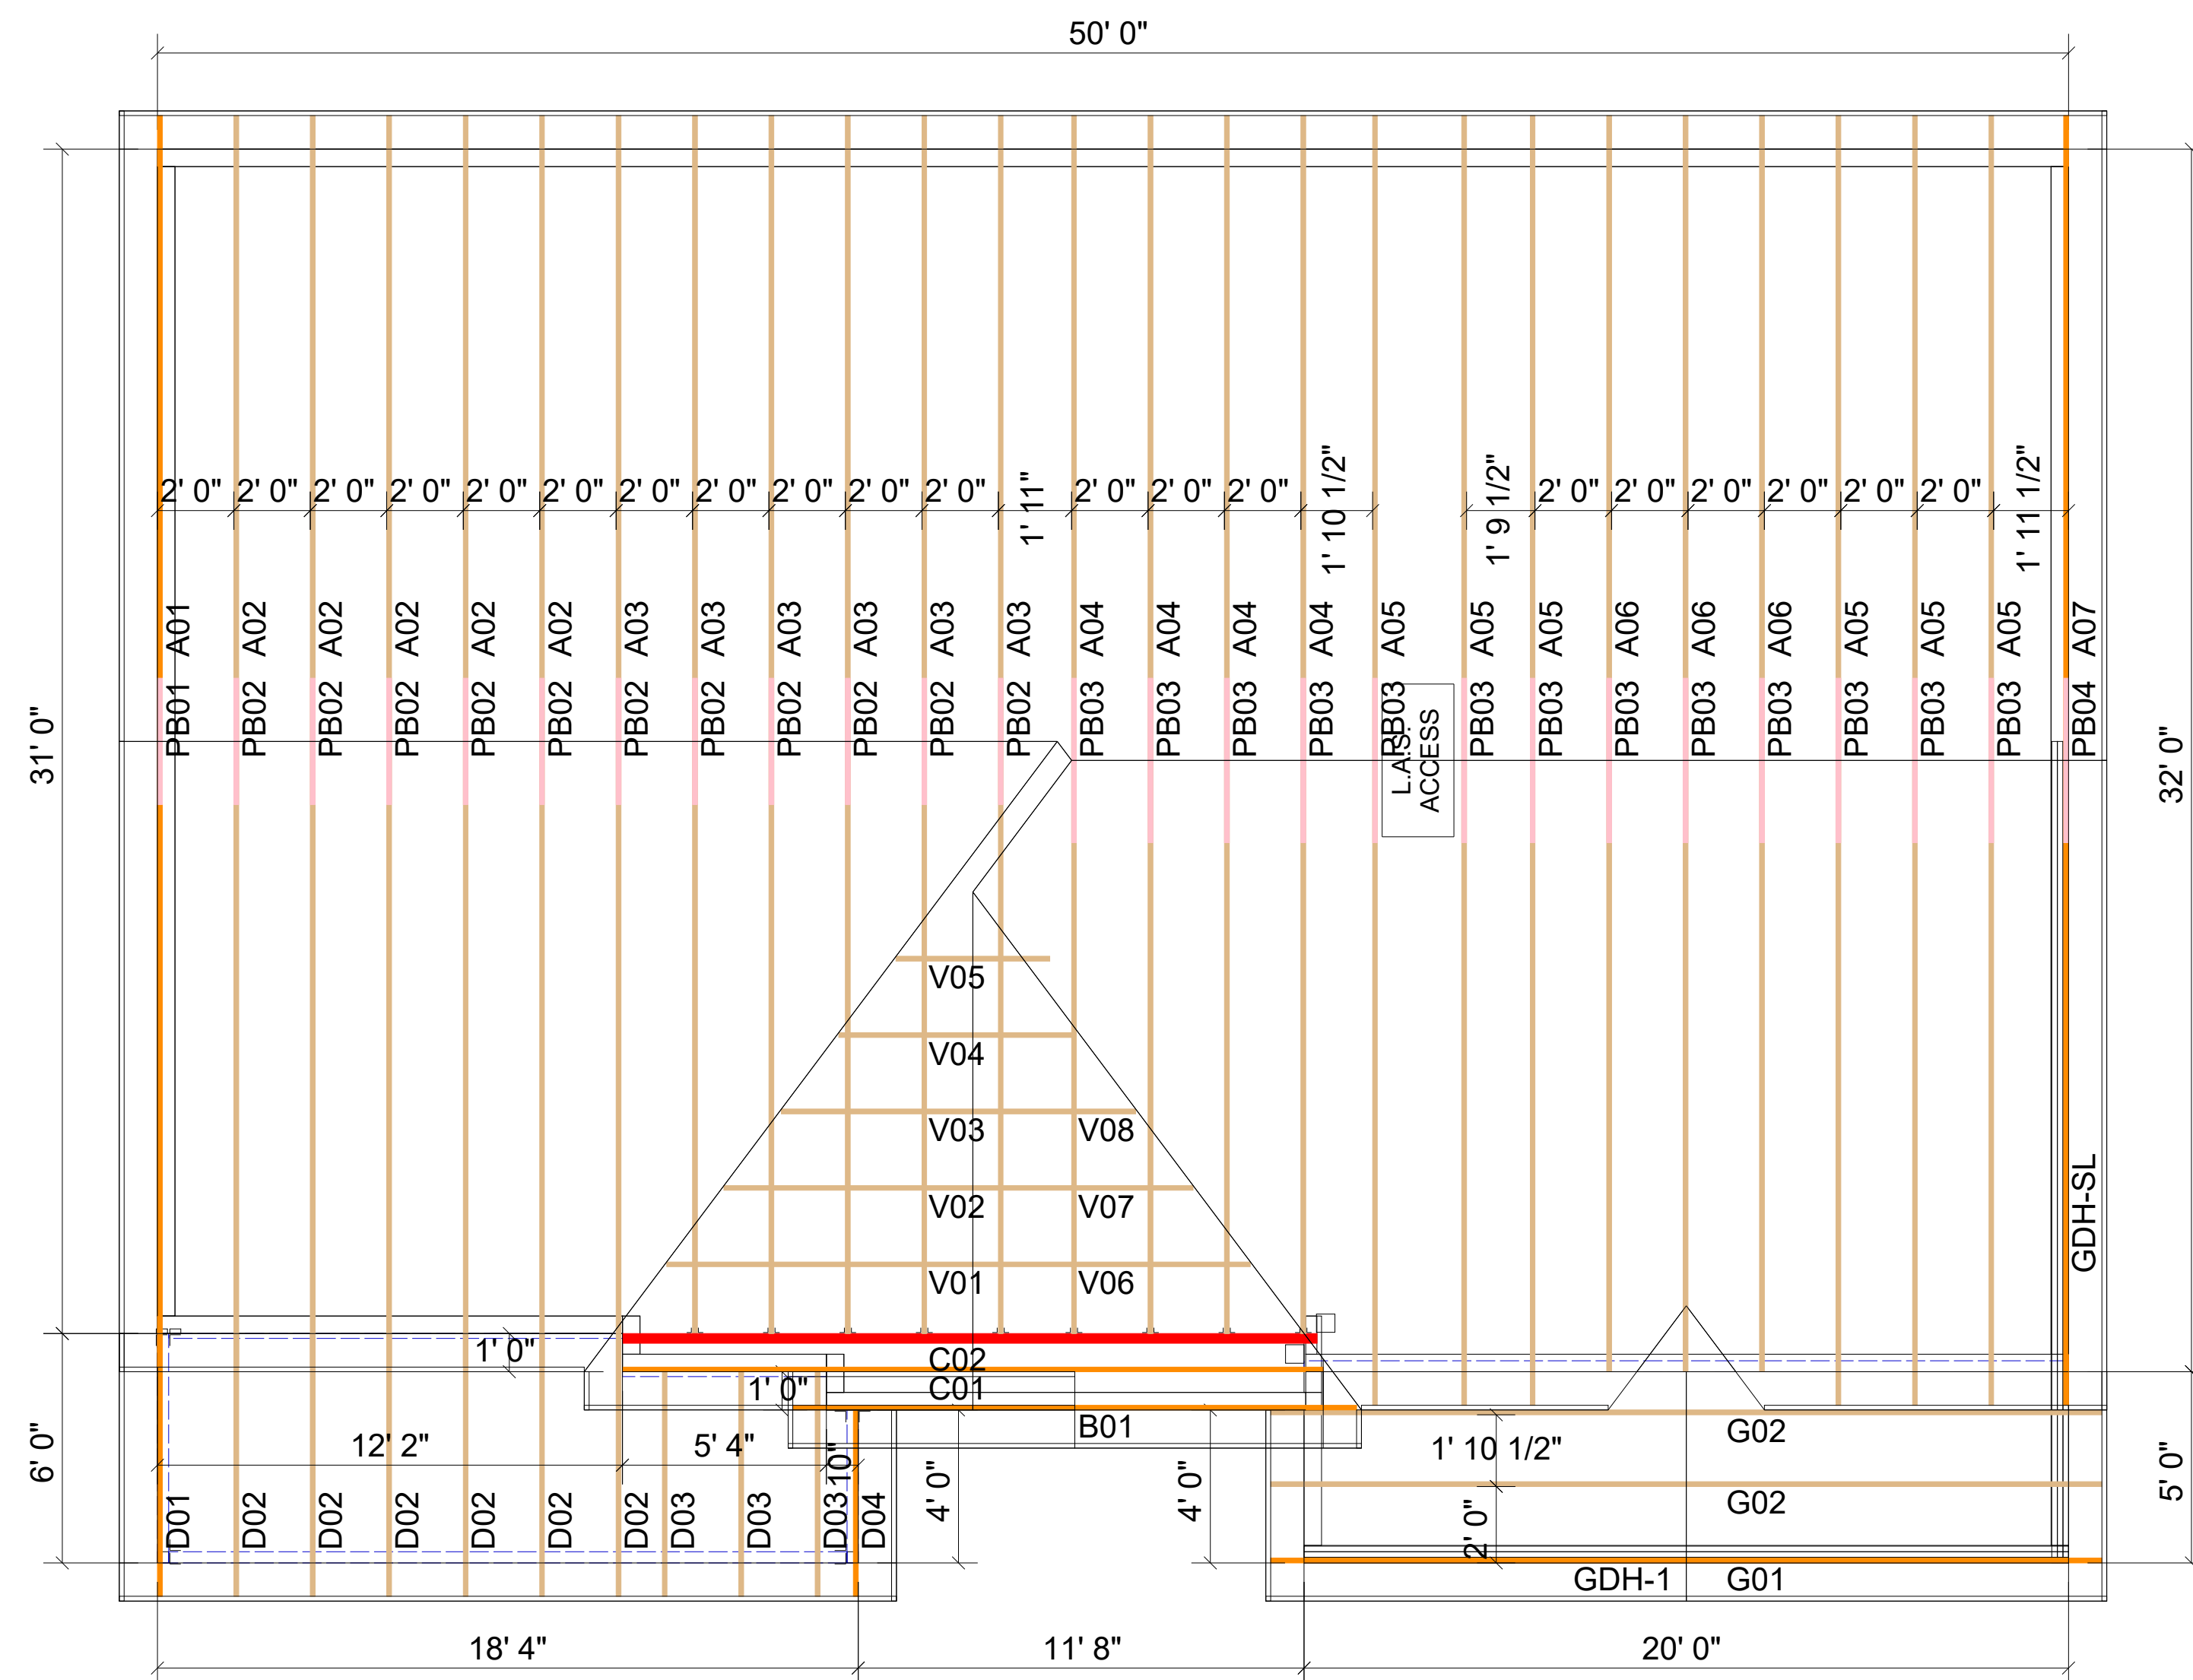 50' 0"
2' 0" 2' 0" 2' 0" 2' 0" 2' 0" 2' 0" 2' 0" 2' 0" 2' 0" 2' 0" 2' 0" 1' 11" 2' 0" 2' 0" 2' 0" 1' 10 1/2" 1' 9 1/2" 2' 0" 2' 0" 2' 0" 2' 0" 2' 0" 2' 0" 1' 11 1/2"
A01 A02 A02 A02 A02 A02 A03 A03 A03 A03 A03 A03 A04 A04 A04 A04 A05 A05 A05 A06 A06 A06 A05 A05 A05 A07
PB01 PB02 PB02 PB02 PB02 PB02 PB02 PB02 PB02 PB02 PB02 PB02 PB03 PB03 PB03 PB03 PB03 PB03 PB03 PB03 PB03 PB03 PB03 PB03 PB03 PB04
31' 0"
32' 0"
L.A.S.
ACCESS
V05
V04
V03 V08
V02 V07
V01 V06
GDH-SL
1' 0"
C02
1' 0"
C01
B01
G02
12' 2" 5' 4" 10"
1' 10 1/2"
6' 0"
4' 0" 4' 0"
5' 0"
G02
D01 D02 D02 D02 D02 D02 D02 D03 D03 D03 D04
2' 0"
GDH-1 G01
18' 4" 11' 8" 20' 0"